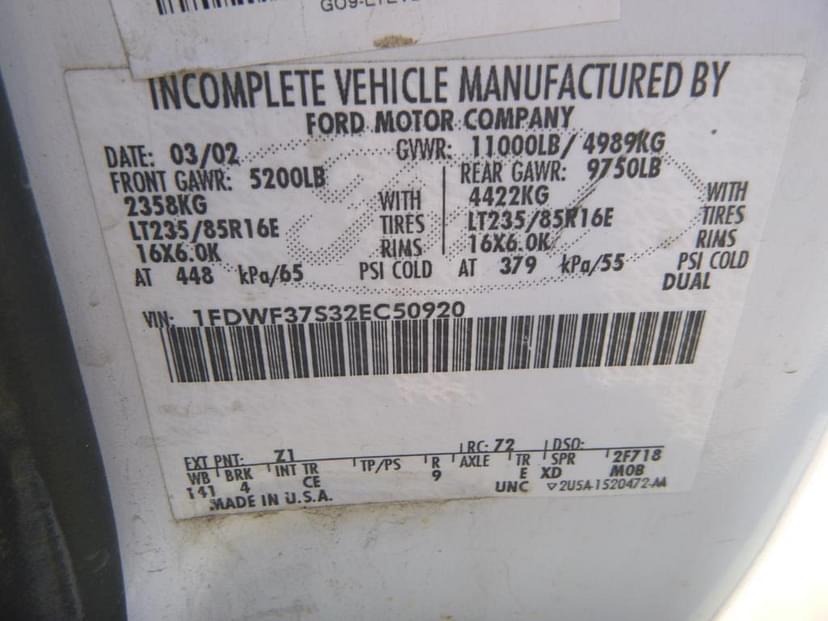 INCOMPLETE VEHICLE MANUFACTURED BY
FORD MOTOR COMPANY
DATE: 03/02 GVWR: 11000LB/ 4989KG
FRONT GAWR: 5200LB REAR GAWR: 9750LB
2358KG WITH 4422KG WITH
LT235/85R16E TIRES LT235/85R16E TIRES
16X6.0K RIMS 16X6.0K RIMS
AT 448 kPa/65 PSI COLD AT 379 kPa/55 PSI COLD
DUAL
VIN: 1FDWF37S32EC50920
EXT PNT: Z1 RC: 72 DSO:
WB BRK INT TR TP/PS R AXLE TR SPR 2F718
141 4 CE 9 E XD MOB
MADE IN U.S.A. UNC ▽2U5A-1520472-AA